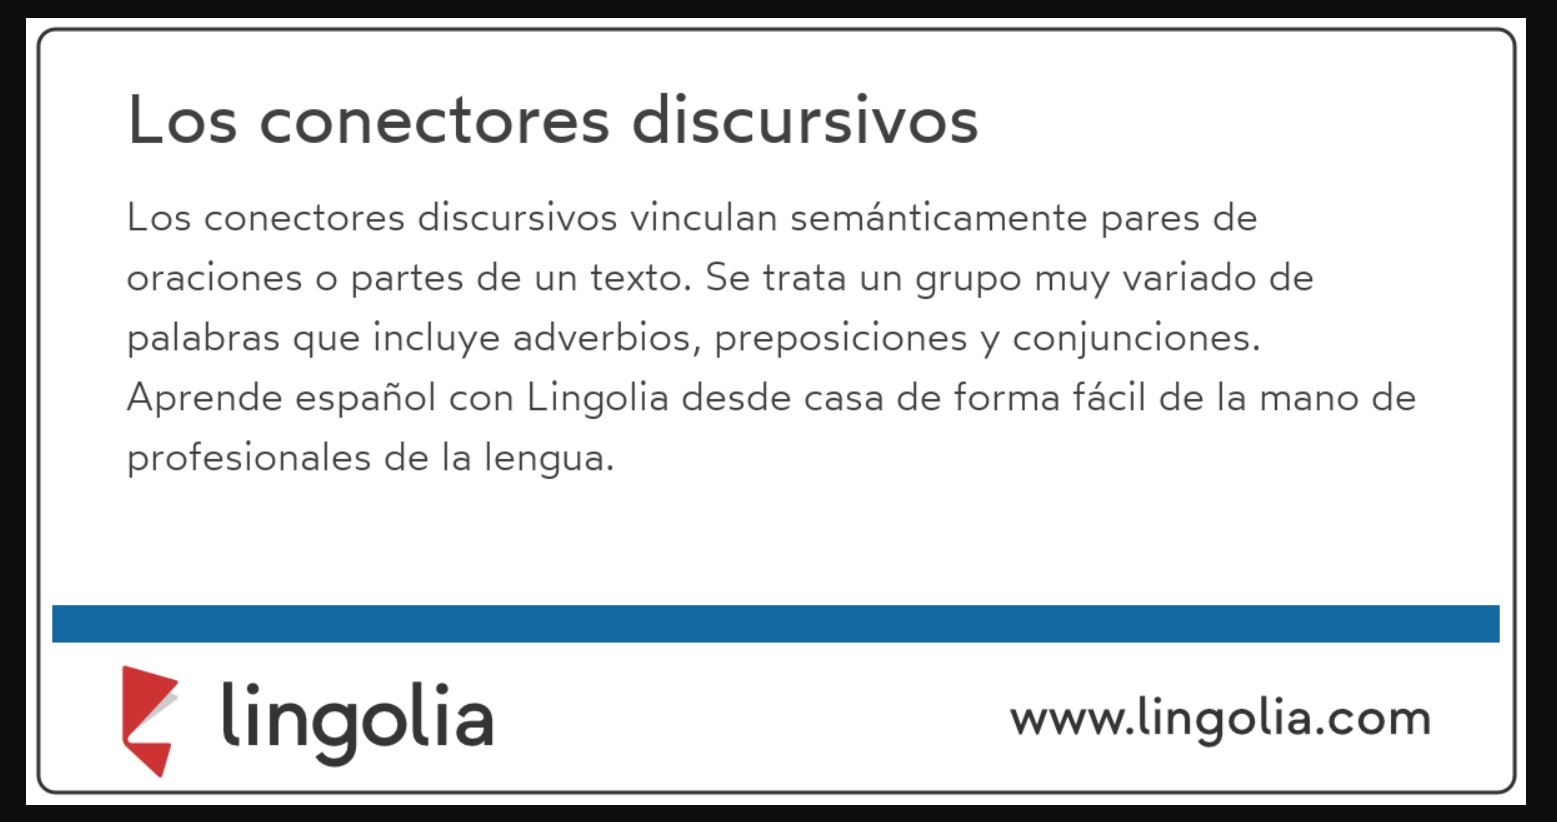 Los conectores discursivos
Los conectores discursivos vinculan semánticamente pares de
oraciones o partes de un texto. Se trata un grupo muy variado de
palabras que incluye adverbios, preposiciones y conjunciones.
Aprende español con Lingolia desde casa de forma fácil de la mano de
profesionales de la lengua.
lingolia
www.lingolia.com